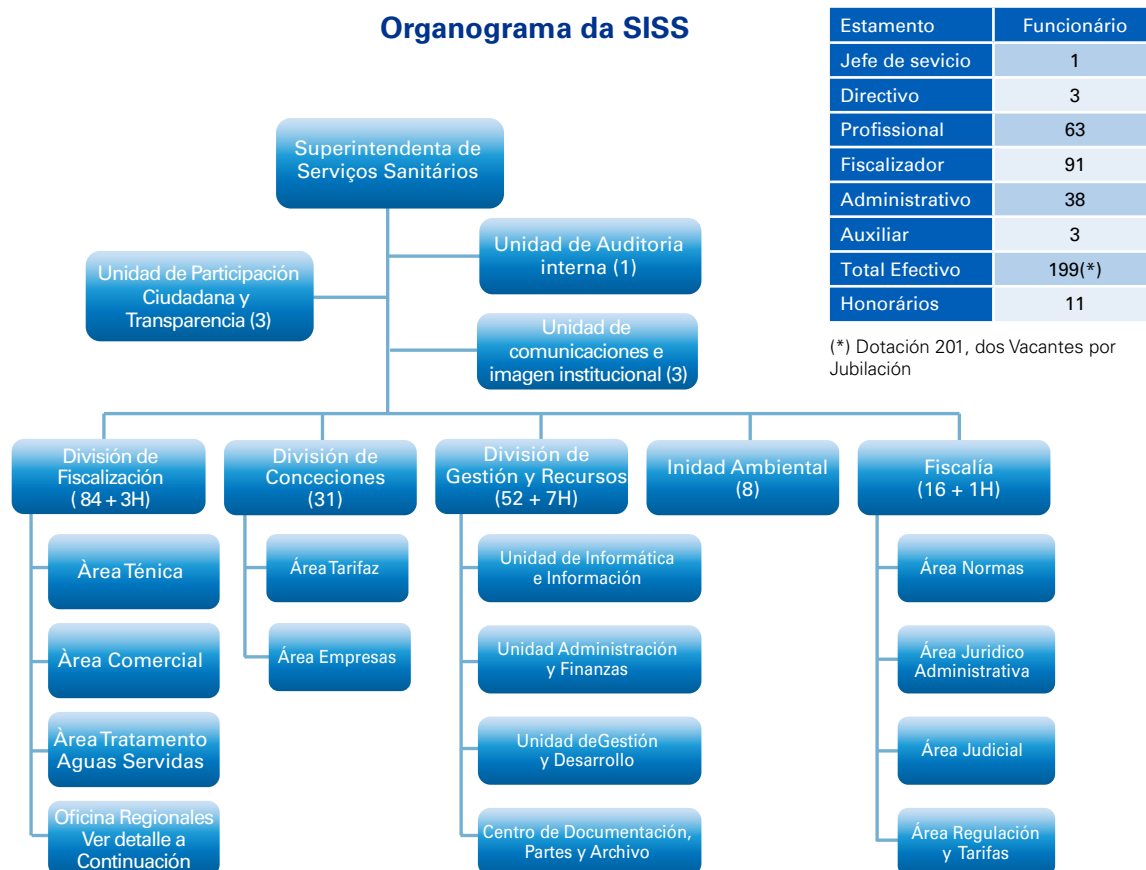 Organograma da SISS
Estamento Funcionário
Jefe de sevicio 1
Directivo 3
Profissional 63
Fiscalizador 91
Administrativo 38
Auxiliar 3
Total Efectivo 199(*)
Honorários 11
(*) Dotación 201, dos Vacantes por
Jubilación
Superintendenta de
Serviços Sanitários
Unidad de Auditoria
interna (1)
Unidad de Participación
Ciudadana y
Transparencia (3)
Unidad de
comunicaciones e
imagen institucional (3)
División de
Fiscalización
( 84 + 3H)
División de
Conceciones
(31)
División de
Gestión y Recursos
(52 + 7H)
Inidad Ambiental
(8)
Fiscalía
(16 + 1H)
Àrea Ténica
Àrea Comercial
Àrea Tratamento
Aguas Servidas
Oficina Regionales
Ver detalle a
Continuación
Área Tarifaz
Área Empresas
Unidad de Informática
e Información
Unidad Administración
y Finanzas
Unidad deGestión
y Desarrollo
Centro de Documentación,
Partes y Archivo
Área Normas
Área Juridico
Administrativa
Área Judicial
Área Regulación
y Tarifas